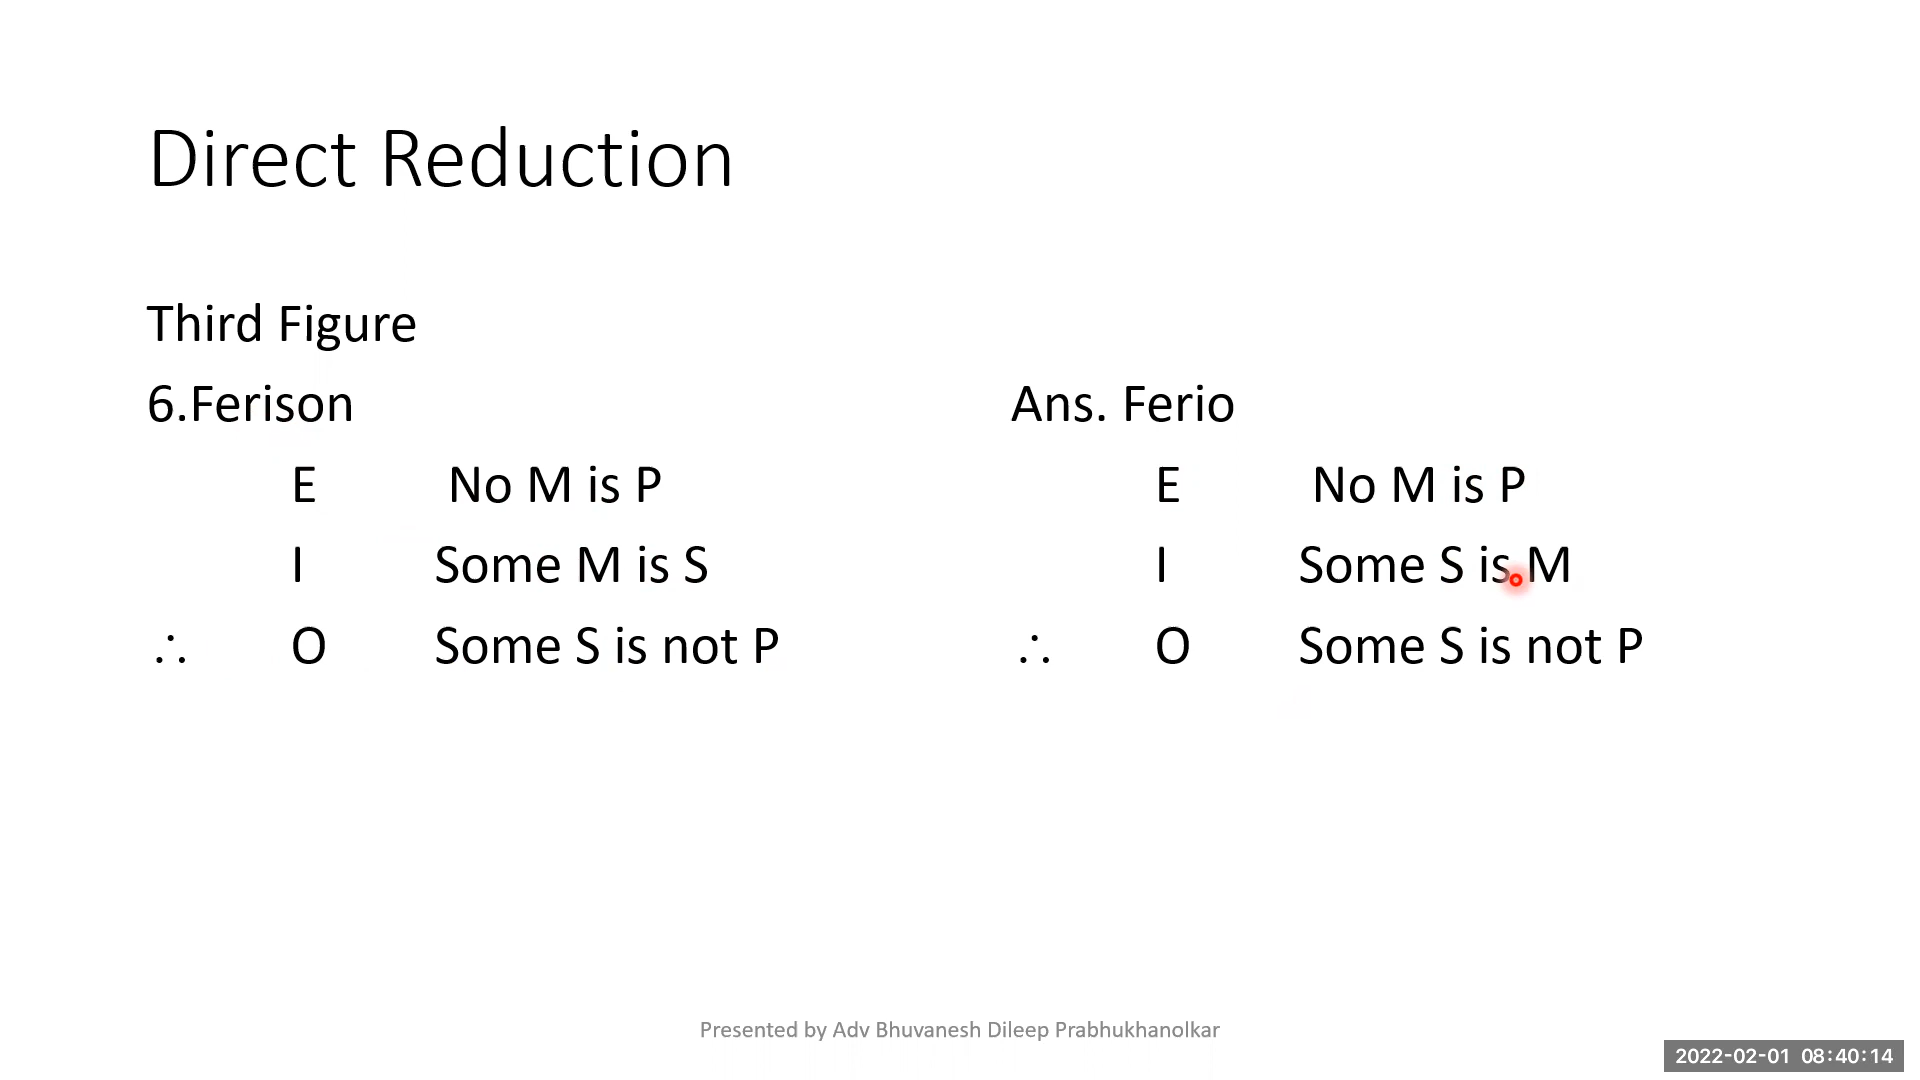 Direct Reduction
Third Figure
6.Ferison Ans. Ferio
E No M is P E No M is P
I Some M is S I Some S is M
∴ O Some S is not P ∴ O Some S is not P
Presented by Adv Bhuvanesh Dileep Prabhukhanolkar
2022-02-01 08:40:14